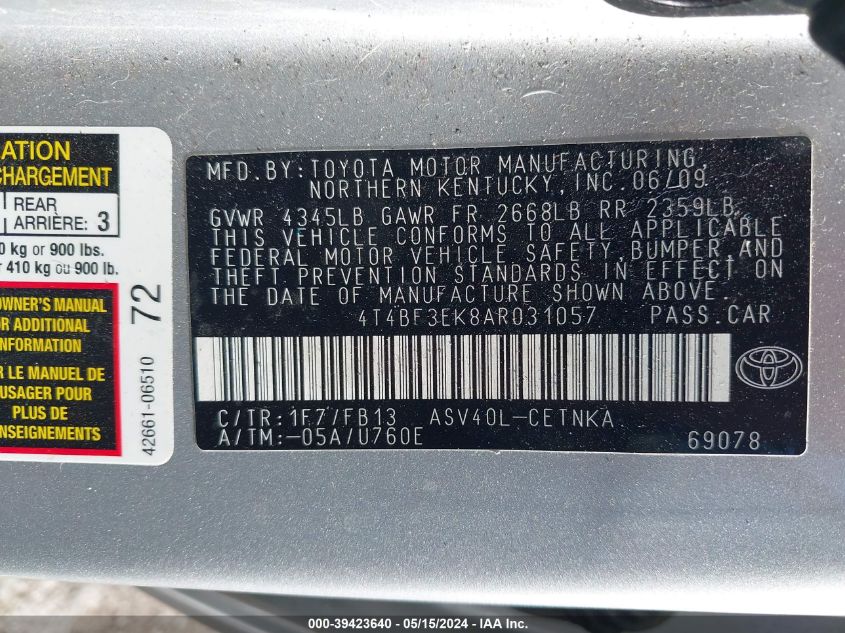 ATION
CHARGEMENT
REAR
ARRIÈRE: 3
kg or 900 lbs.
410 kg ou 900 lb.
OWNER'S MANUAL
OR ADDITIONAL
NFORMATION
R LE MANUEL DE
USAGER POUR
PLUS DE
NSEIGNEMENTS
72
42661-06510
MFD. BY: TOYOTA MOTOR MANUFACTURING,
NORTHERN KENTUCKY, INC. 06/09
GVWR 4345LB GAWR FR 2668LB RR 2359LB
THIS VEHICLE CONFORMS TO ALL APPLICABLE
FEDERAL MOTOR VEHICLE SAFETY, BUMPER, AND
THEFT PREVENTION STANDARDS IN EFFECT ON
THE DATE OF MANUFACTURE SHOWN ABOVE.
4T4BF3EK8AR031057 PASS. CAR
C/TR: 1F7/FB13 ASV40L-CETNKA
A/TM: -05A/U760E
69078
000-39423640 - 05/15/2024 - IAAI, Inc.